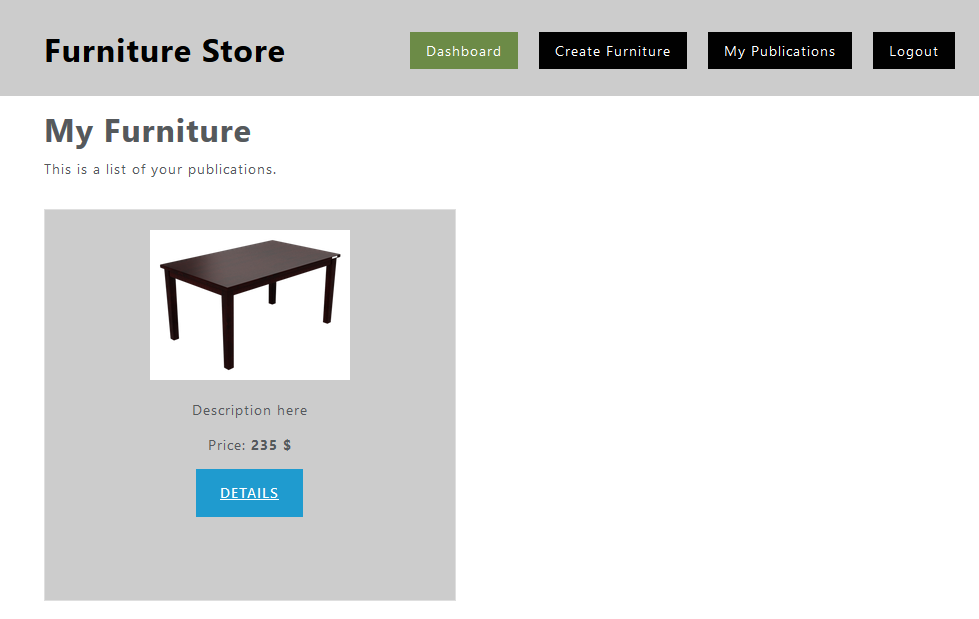 Furniture Store
Dashboard
Create Furniture
My Publications
Logout
My Furniture
This is a list of your publications.
Description here
Price: 235 $
DETAILS